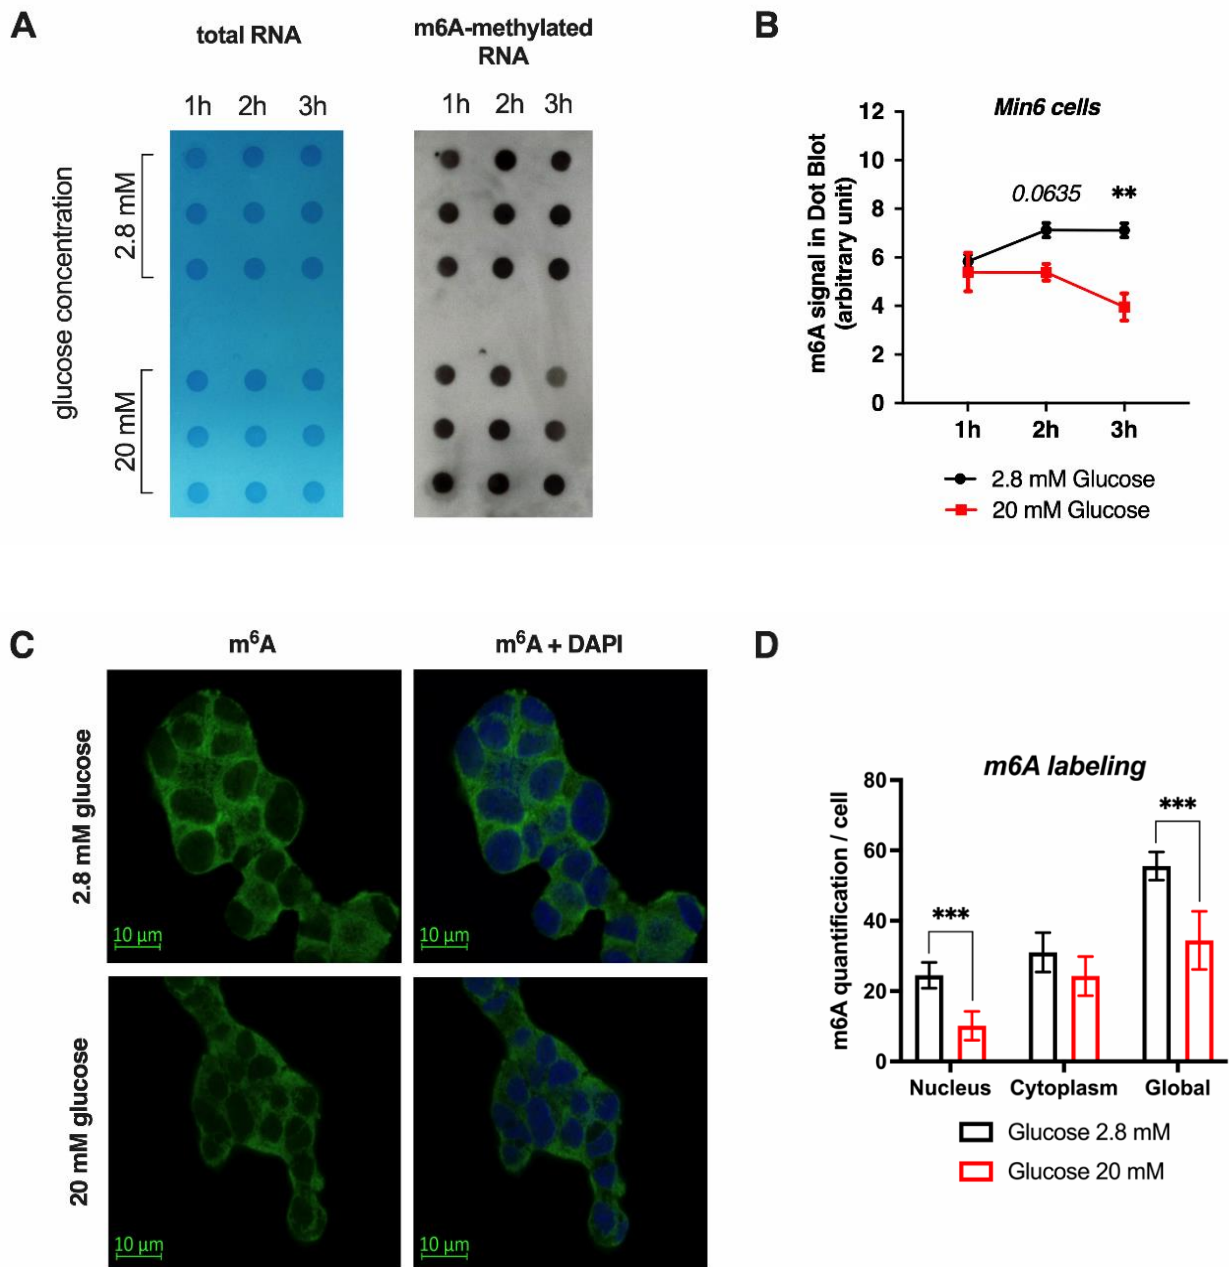 A
total RNA
m6A-methylated
RNA
1h 2h 3h
1h 2h 3h
glucose concentration
2.8 mM
20 mM
B
Min6 cells
m6A signal in Dot Blot
(arbitrary unit)
12
10
8
6
4
2
0
0.0635
**
1h 2h 3h
2.8 mM Glucose
20 mM Glucose
C
m⁶A
m⁶A + DAPI
2.8 mM glucose
10 µm
10 µm
20 mM glucose
10 µm
10 µm
D
m6A labeling
m6A quantification / cell
80
60
40
20
0
***
***
Nucleus Cytoplasm Global
Glucose 2.8 mM
Glucose 20 mM